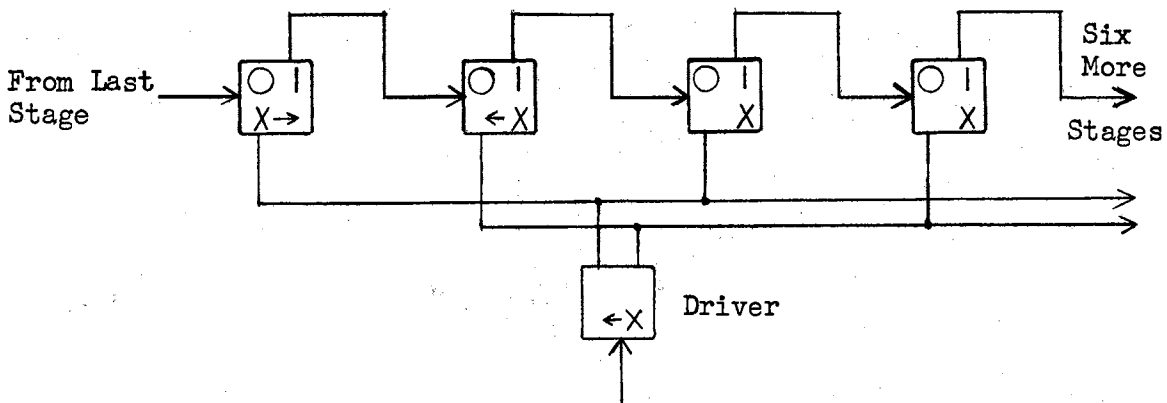 From Last
Stage
O I
X→
O I
←X
O I
X
O I
X
Six
More
Stages
←X
Driver